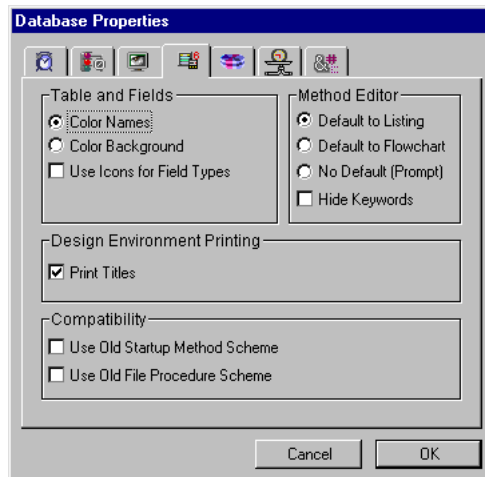 Database Properties
&#
Table and Fields
Color Names
Color Background
Use Icons for Field Types
Method Editor
Default to Listing
Default to Flowchart
No Default (Prompt)
Hide Keywords
Design Environment Printing
Print Titles
Compatibility
Use Old Startup Method Scheme
Use Old File Procedure Scheme
Cancel
OK